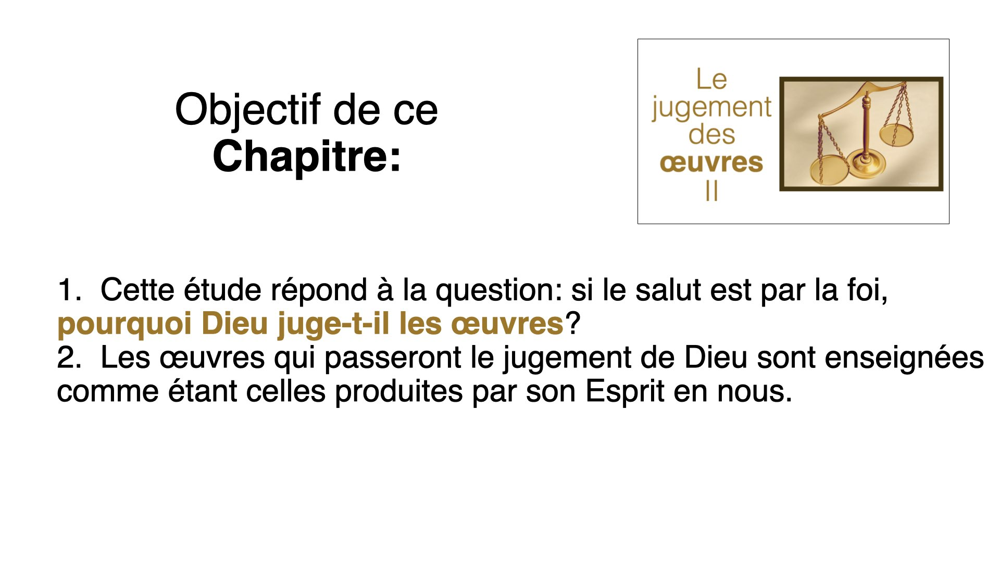 Objectif de ce
Chapitre:
Le
jugement
des
œuvres
II
1. Cette étude répond à la question: si le salut est par la foi,
pourquoi Dieu juge-t-il les œuvres?
2. Les œuvres qui passeront le jugement de Dieu sont enseignées
comme étant celles produites par son Esprit en nous.